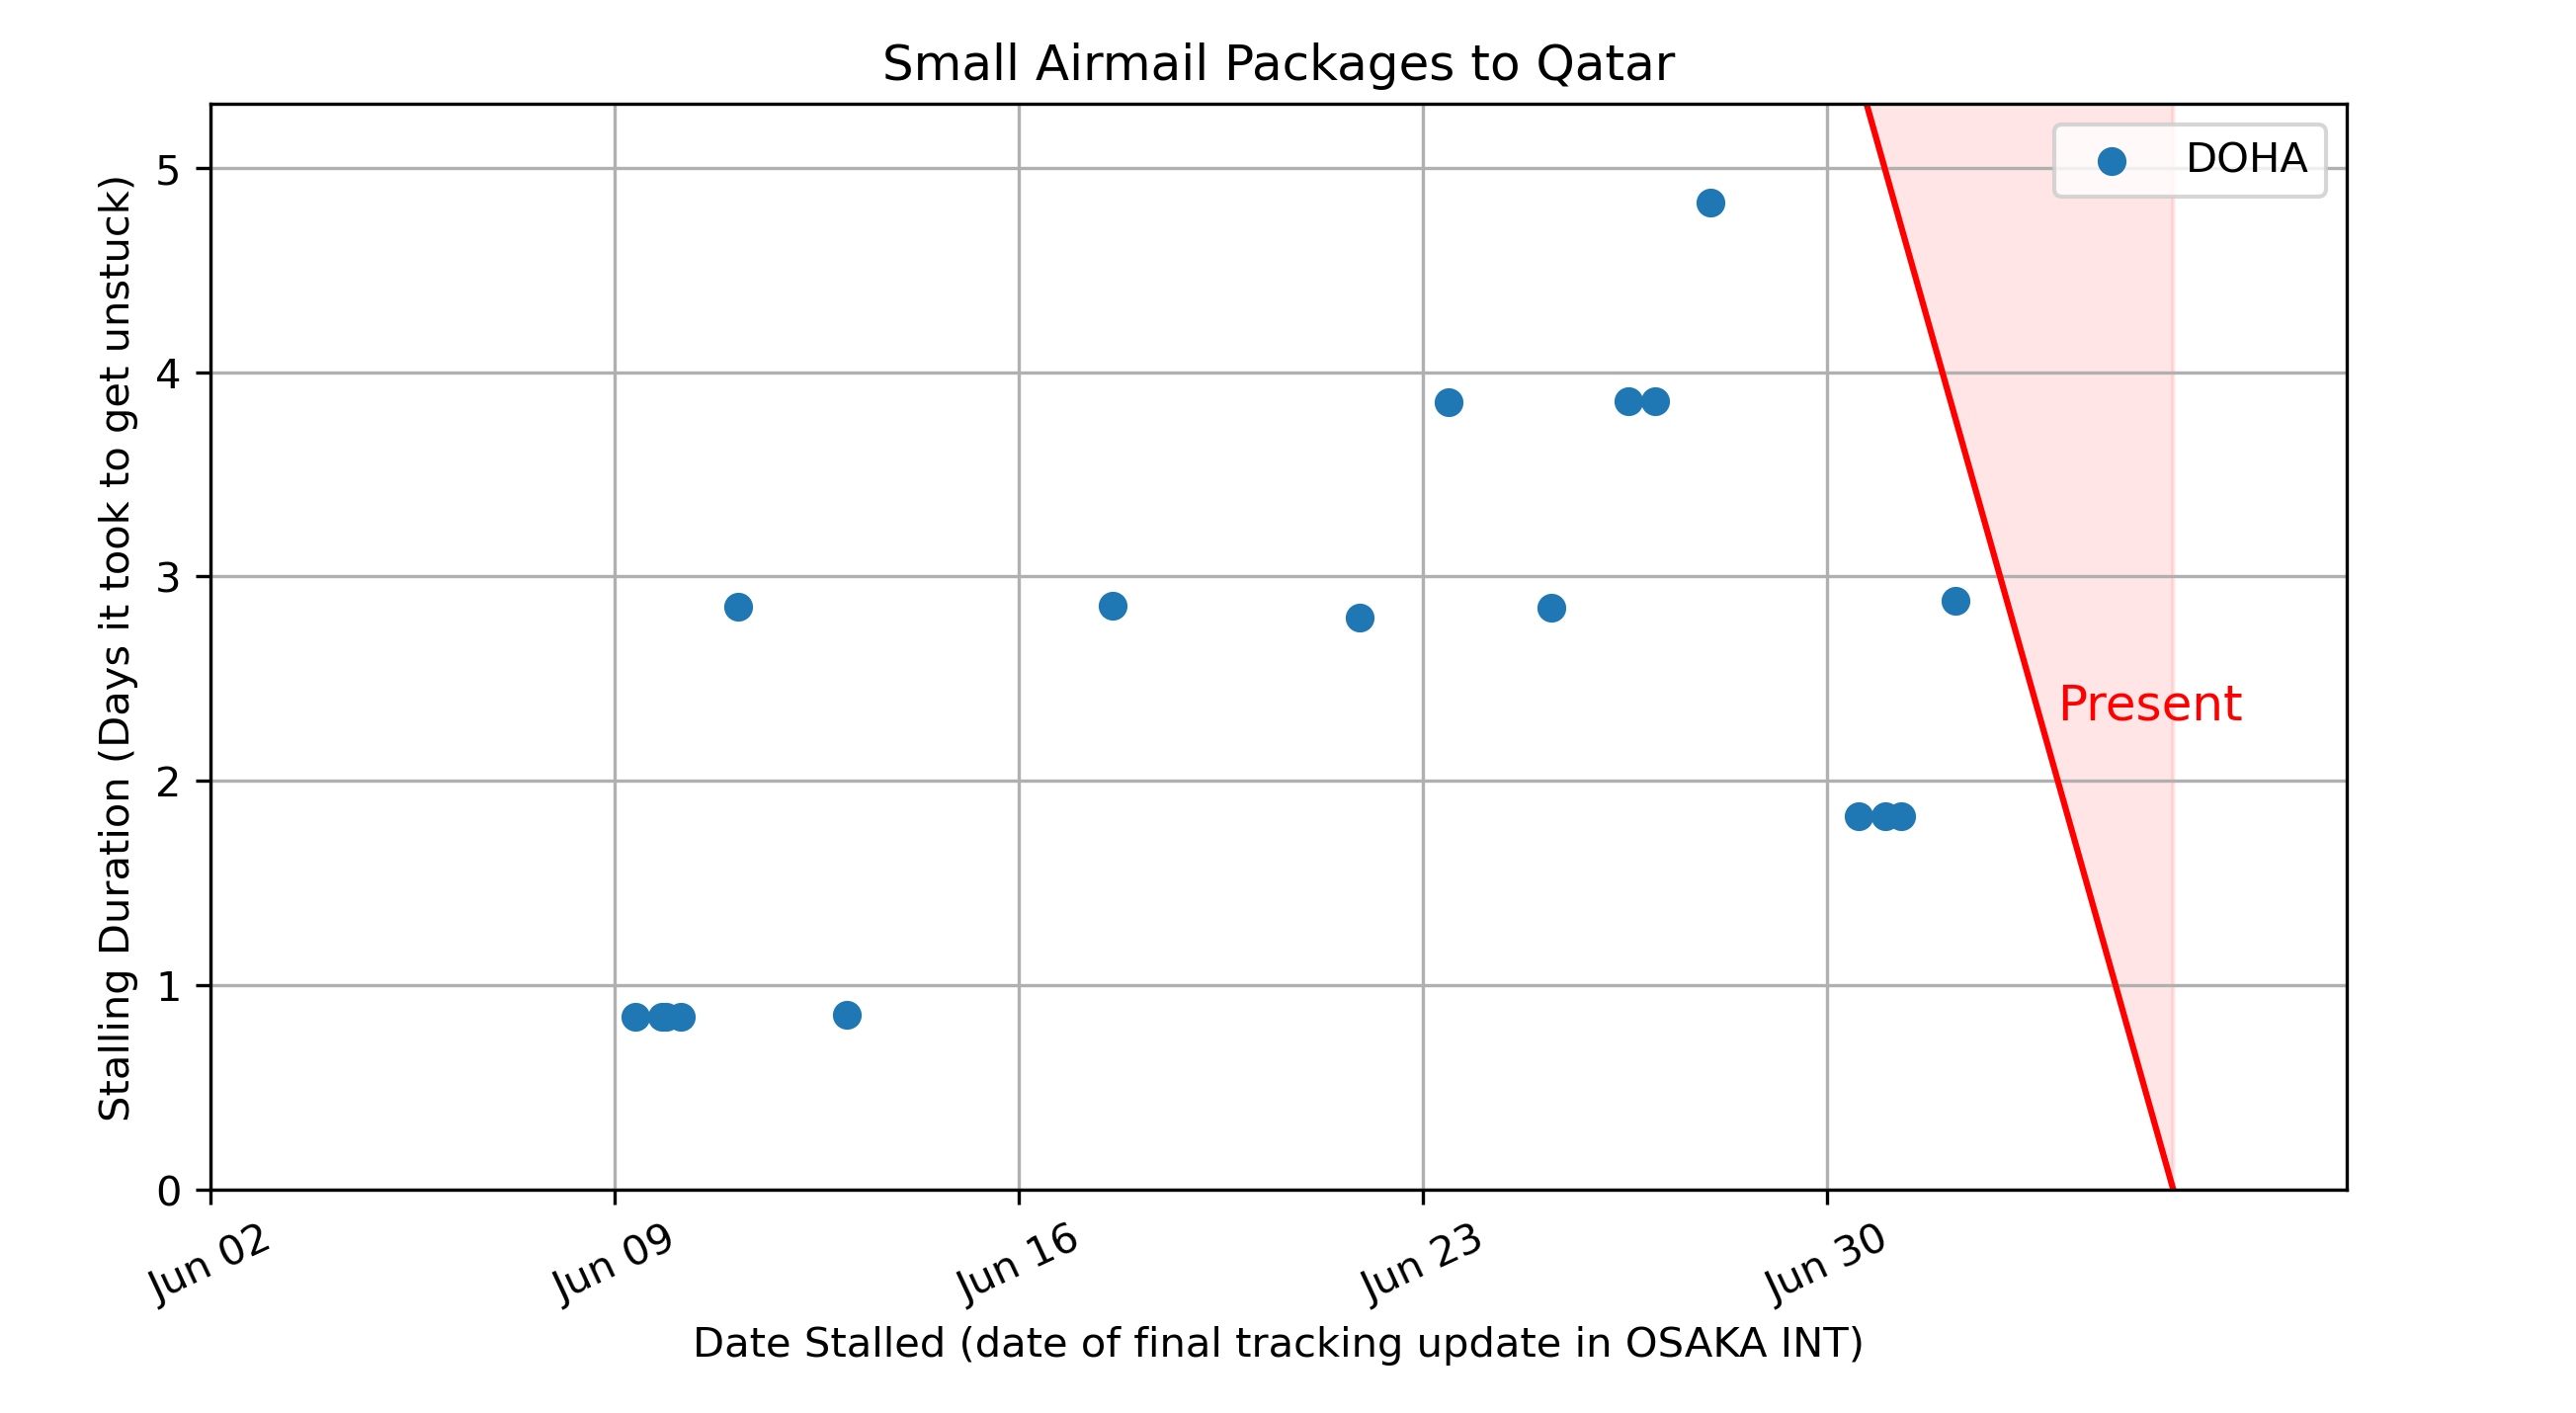 Small Airmail Packages to Qatar
DOHA
Stalling Duration (Days it took to get unstuck)
5
4
3
2
1
0
Present
Jun 02
Jun 09
Jun 16
Jun 23
Jun 30
Date Stalled (date of final tracking update in OSAKA INT)